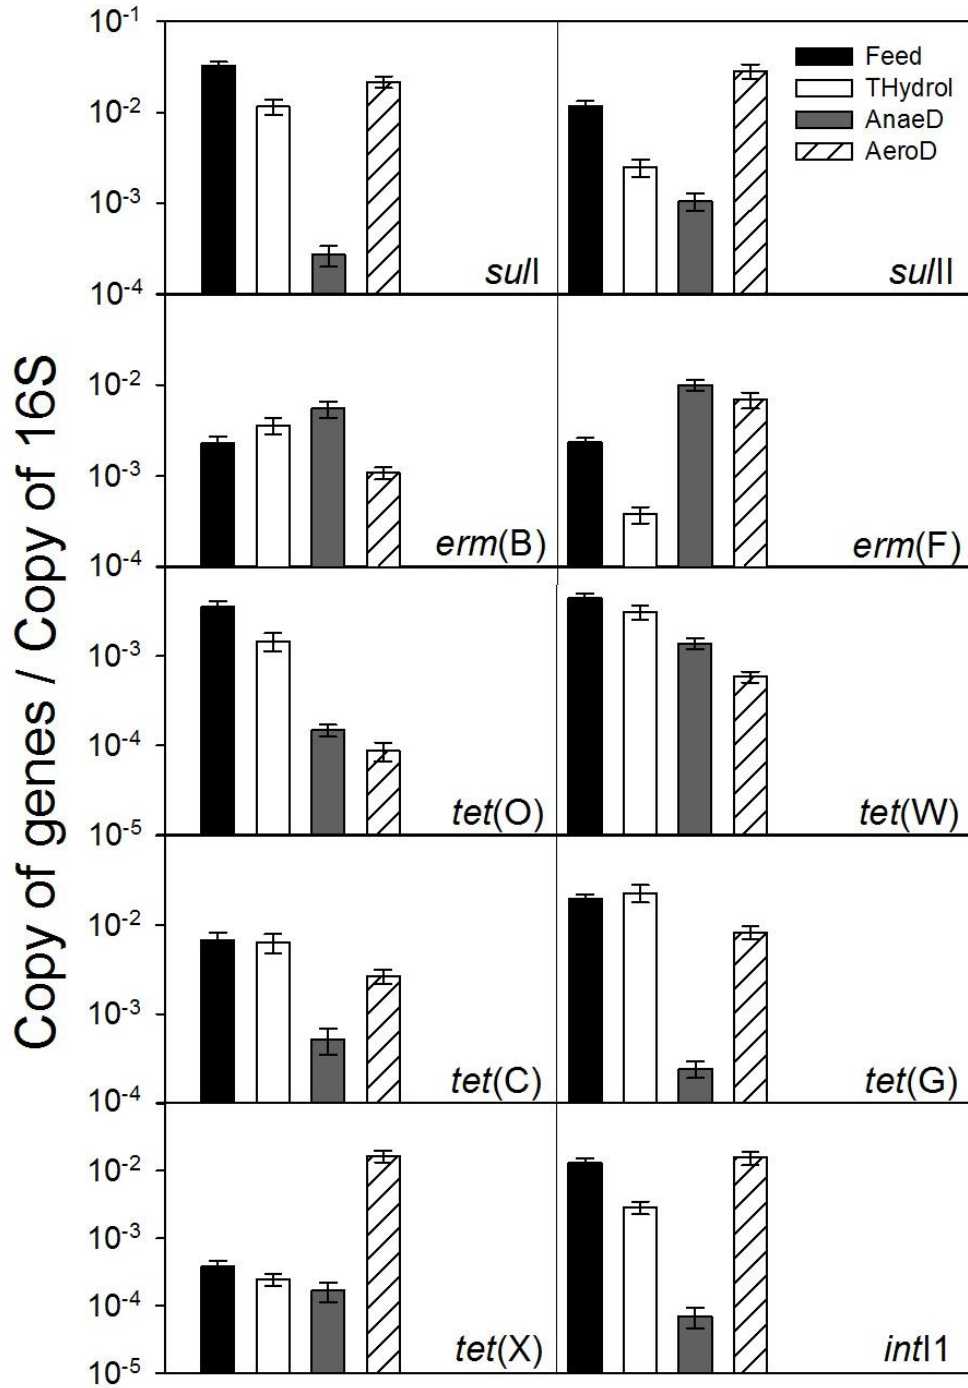 Copy of genes / Copy of 16S
10⁻¹
10⁻²
10⁻³
10⁻⁴
Feed
THydrol
AnaeD
AeroD
sulI
sulII
10⁻²
10⁻³
10⁻⁴
erm(B)
erm(F)
10⁻³
10⁻⁴
10⁻⁵
tet(O)
tet(W)
10⁻²
10⁻³
10⁻⁴
tet(C)
tet(G)
10⁻²
10⁻³
10⁻⁴
10⁻⁵
tet(X)
intI1